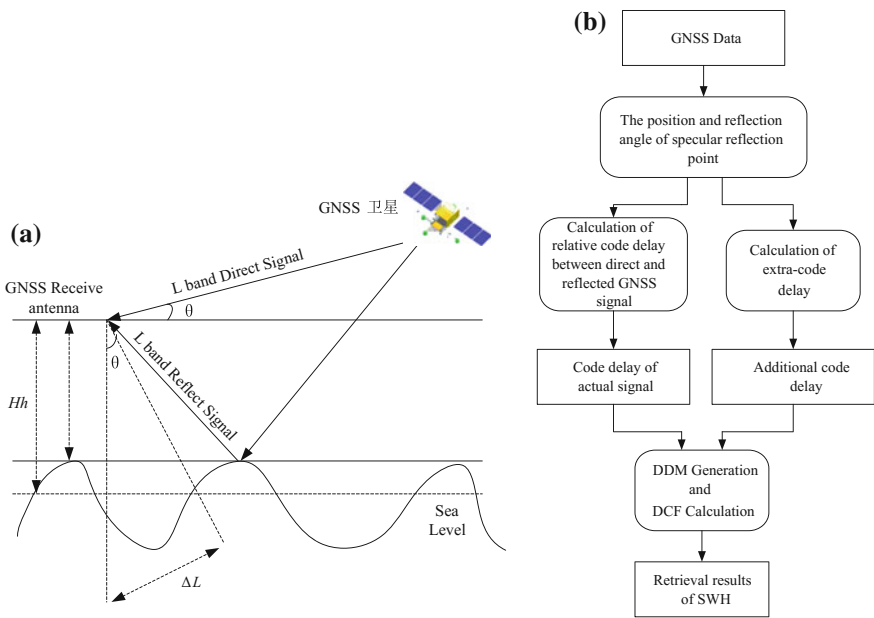 (a)
GNSS 卫星
L band Direct Signal
GNSS Receive
antenna
θ
θ
L band Reflect Signal
Hh
Sea
Level
ΔL
(b)
GNSS Data
The position and reflection
angle of specular reflection
point
Calculation of
relative code delay
between direct and
reflected GNSS
signal
Calculation of
extra-code
delay
Code delay of
actual signal
Additional code
delay
DDM Generation
and
DCF Calculation
Retrieval results
of SWH